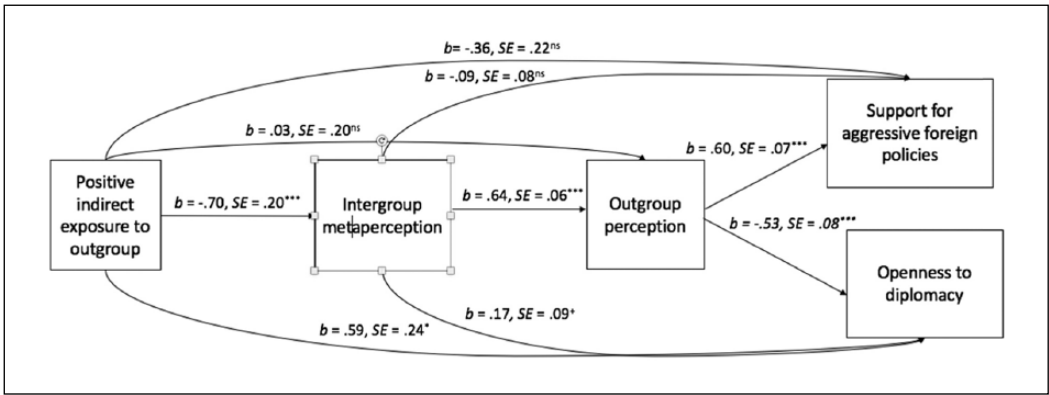 b= -.36, SE = .22ns
b = -.09, SE = .08ns
Support for
aggressive foreign
policies
b = .03, SE = .20ns
b = .60, SE = .07***
Positive
indirect
exposure to
outgroup
b = -.70, SE = .20***
Intergroup
metaperception
b = .64, SE = .06***
Outgroup
perception
b = -.53, SE = .08***
Openness to
diplomacy
b = .59, SE = .24*
b = .17, SE = .09+